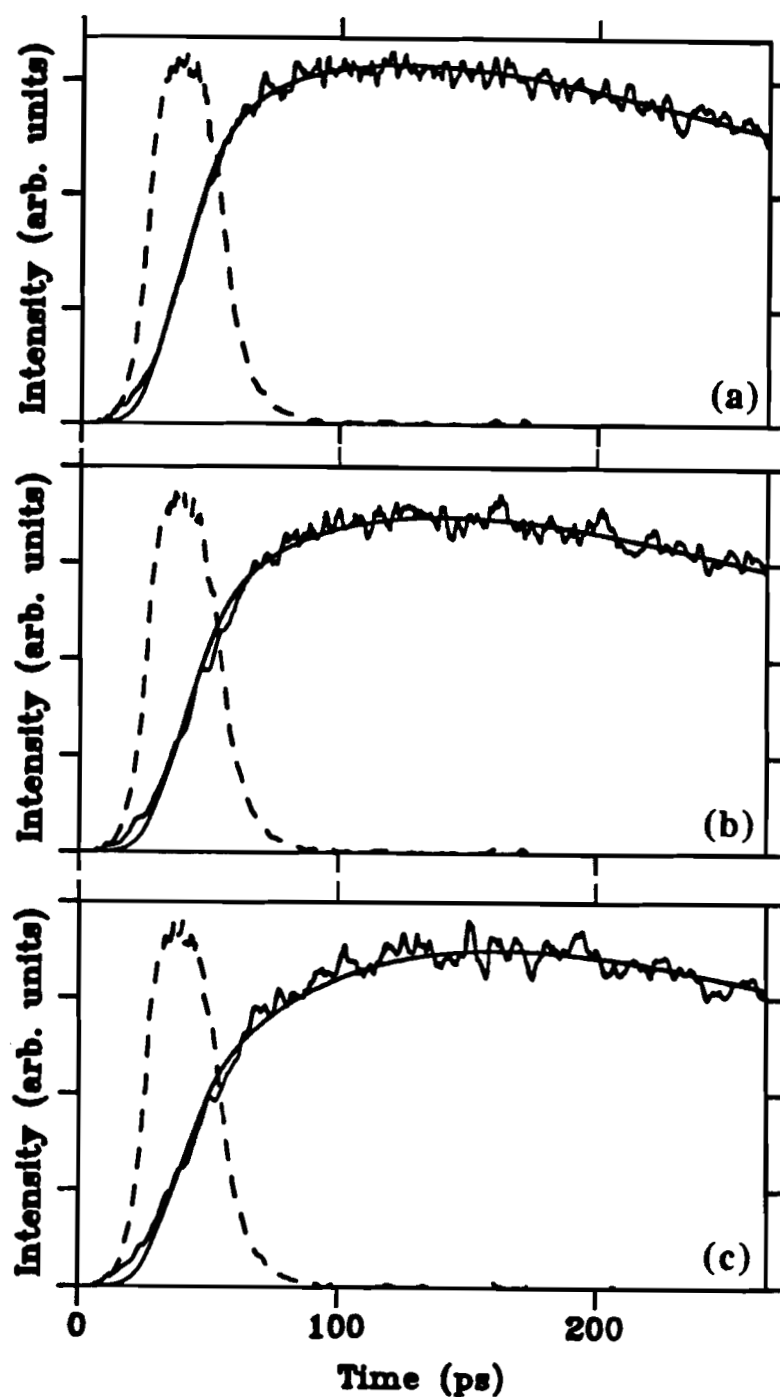 Intensity (arb. units)
(a)
Intensity (arb. units)
(b)
Intensity (arb. units)
(c)
0 100 200
Time (ps)